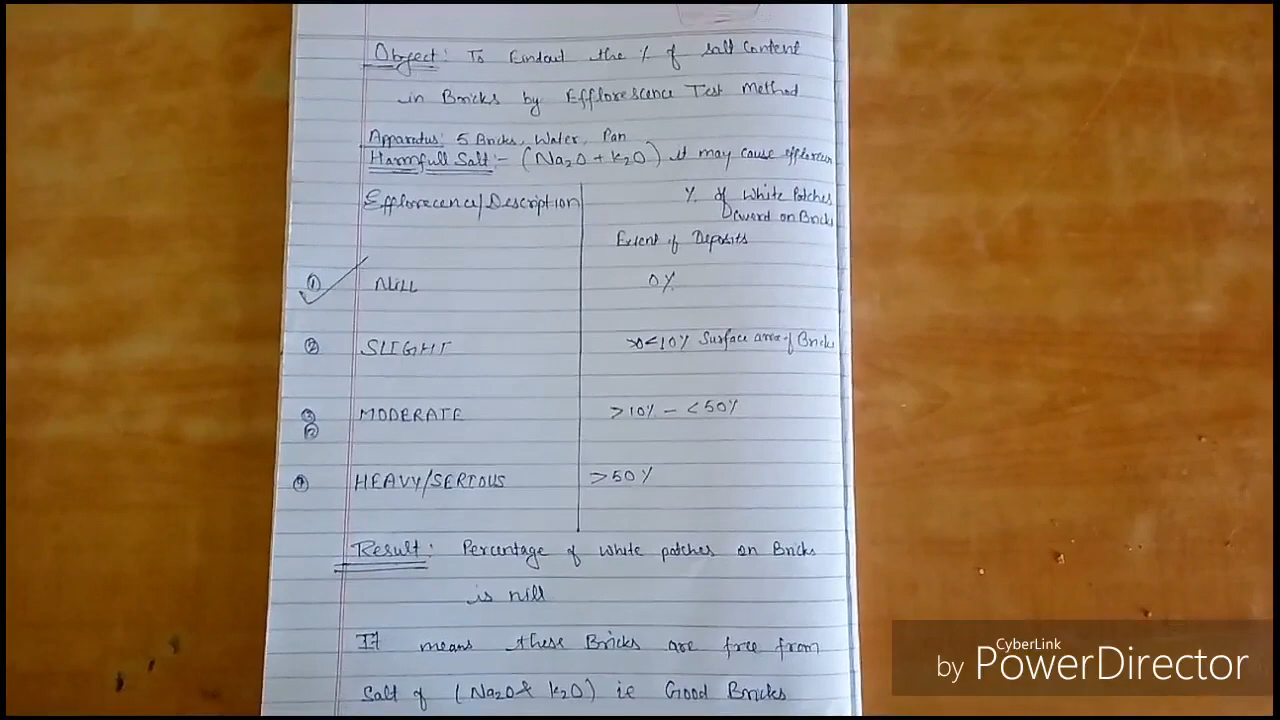 Object: To Findout the % of salt content
in Bricks by Efflorescence Test Method
Apparatus: 5 Bricks, Water, Pan
Harmfull Salt:- (Na2O + K2O) it may cause
Efflorecence/Description
% of White Patches
on Bricks
Extent of Deposits
① NILL 0%
② SLIGHT >0<10% Surface area of Bricks
③ MODERATE >10% - <50%
④ HEAVY/SERIOUS >50%
Result: Percentage of white patches on Bricks
is nill
It means these Bricks are free from
Salt of (Na2O & K2O) ie Good Bricks
CyberLink
by PowerDirector